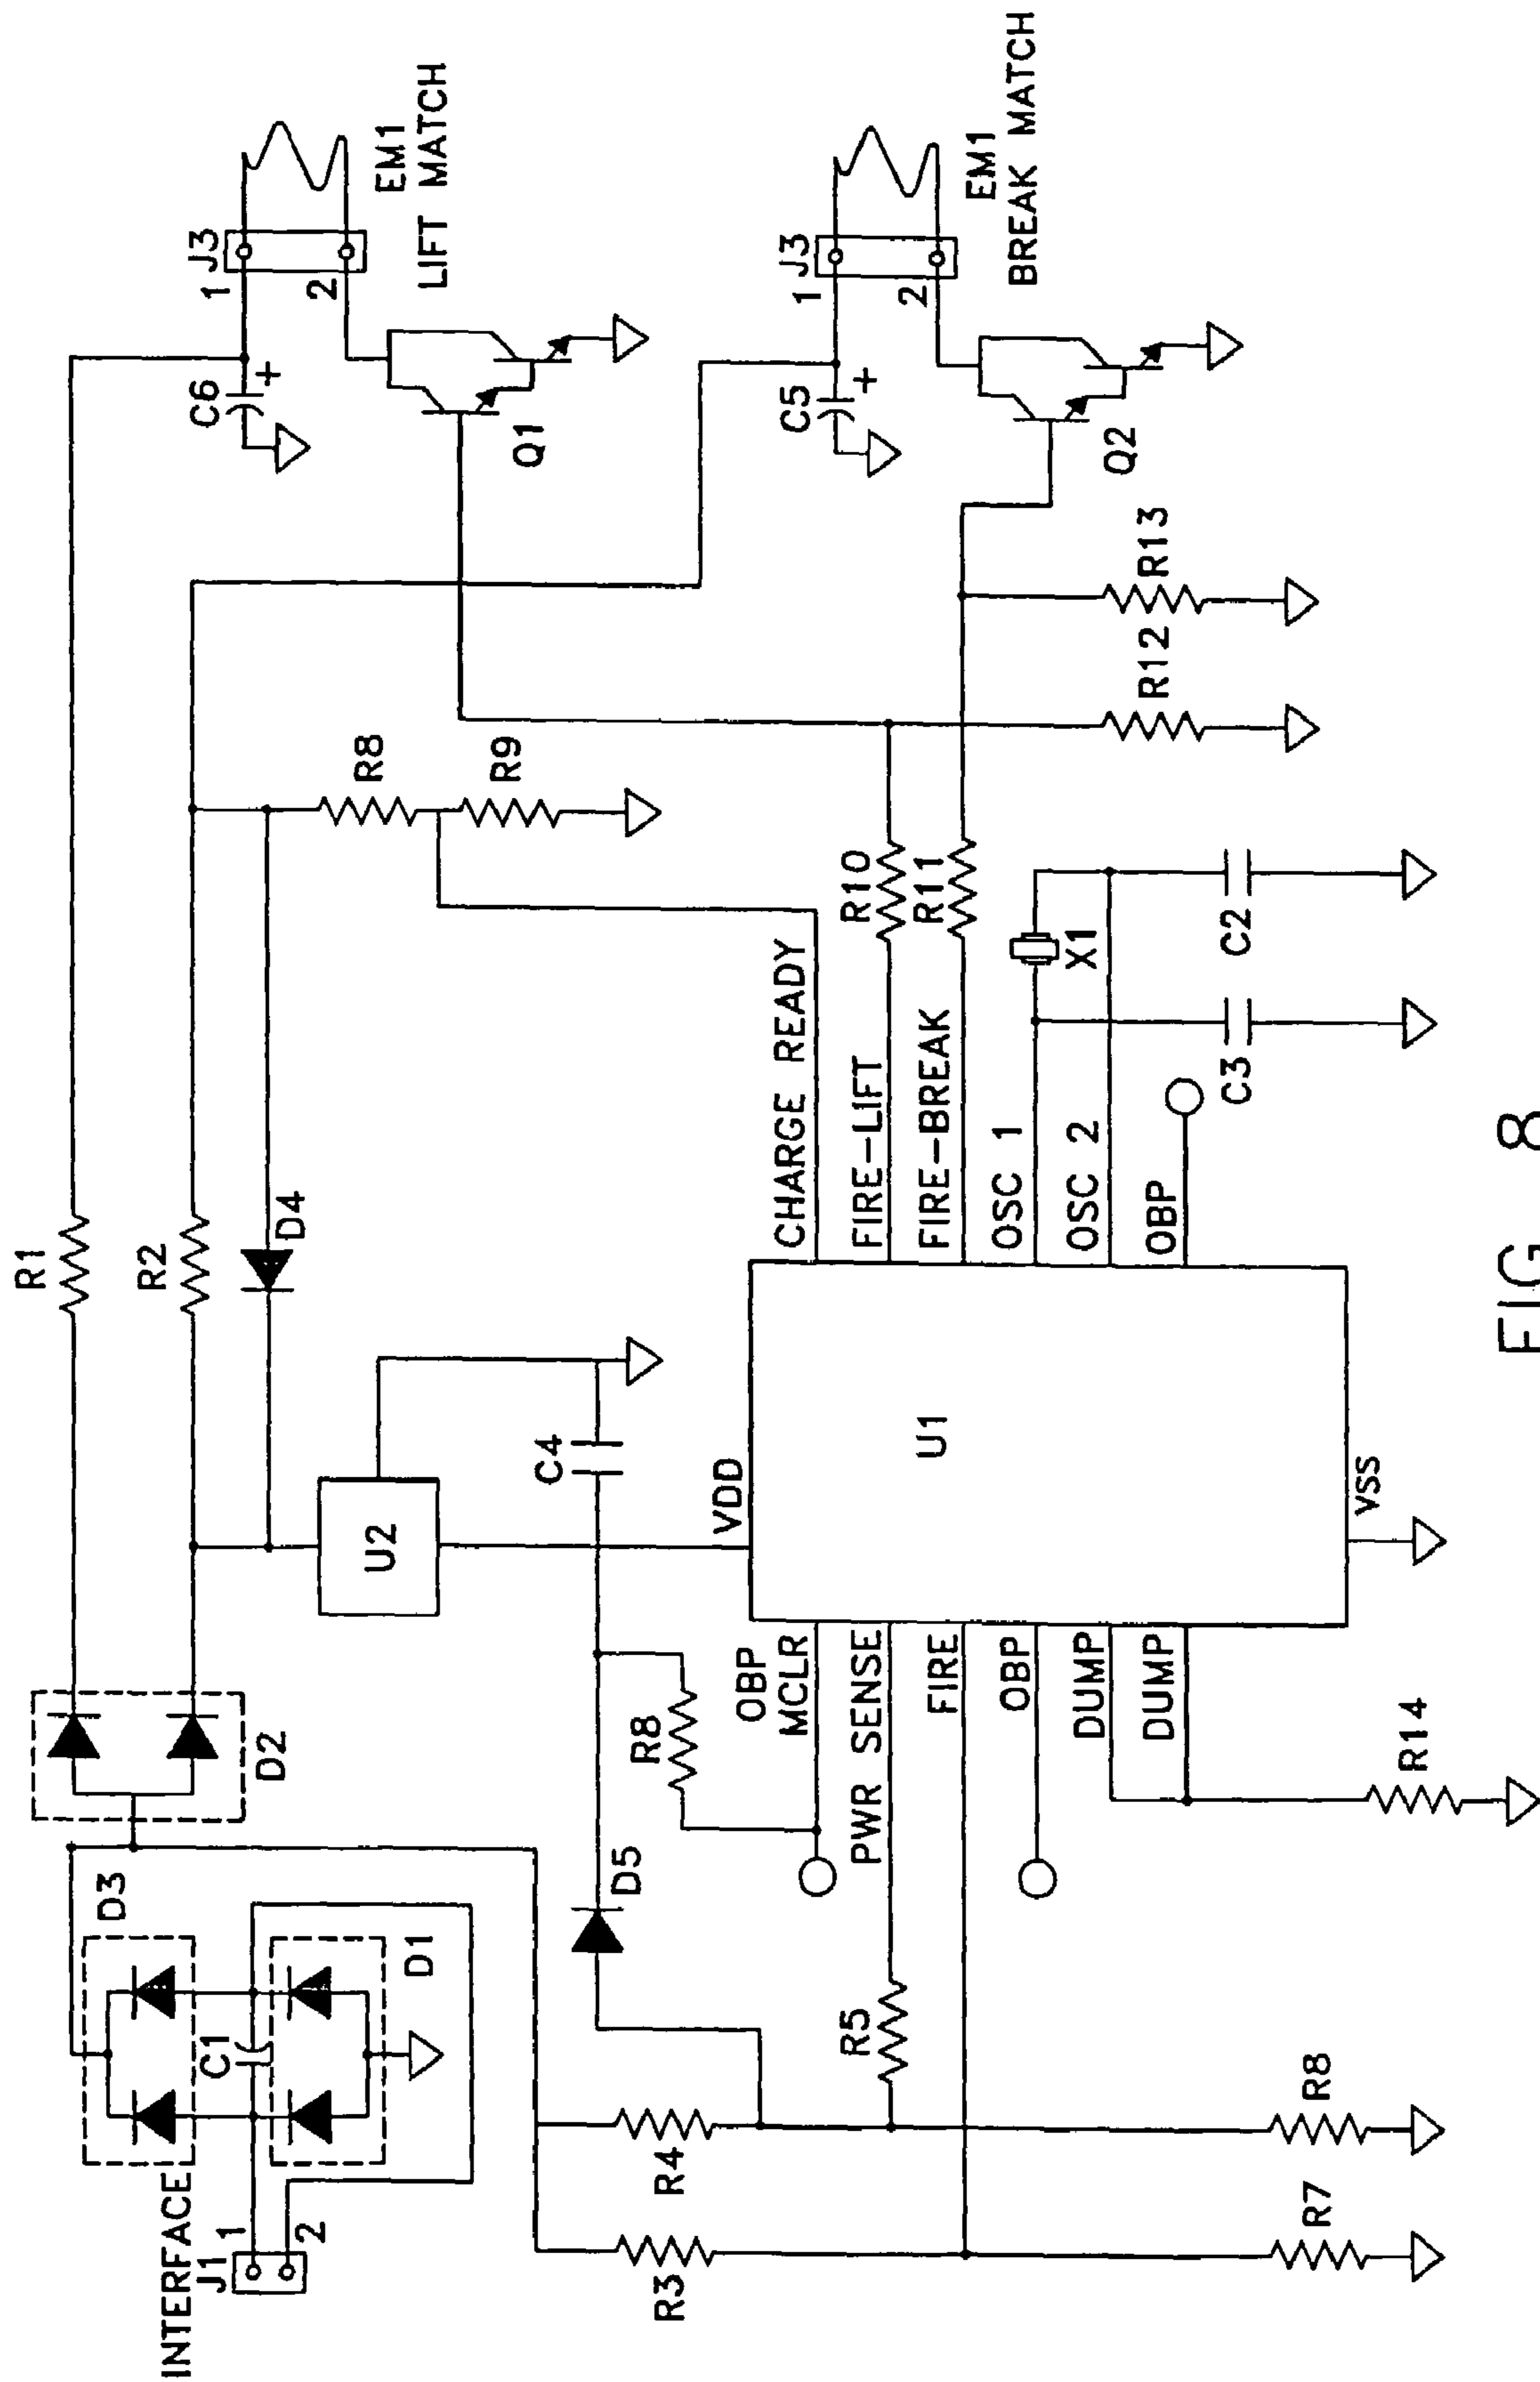 INTERFACE
J1
1
2
D3
C1
D1
D2
R1
R2
D4
U2
C4
R8
R9
C6
+
J3
1
2
EM1
LIFT MATCH
Q1
C5
+
J3
1
2
EM1
BREAK MATCH
Q2
R3
R4
D5
R8
R5
R7
R8
R14
OBP
MCLR
PWR SENSE
FIRE
OBP
DUMP
DUMP
VDD
U1
VSS
CHARGE READY
FIRE-LIFT
FIRE-BREAK
OSC 1
OSC 2
OBP
R10
R11
X1
C3
C2
R12
R13
FIG 8